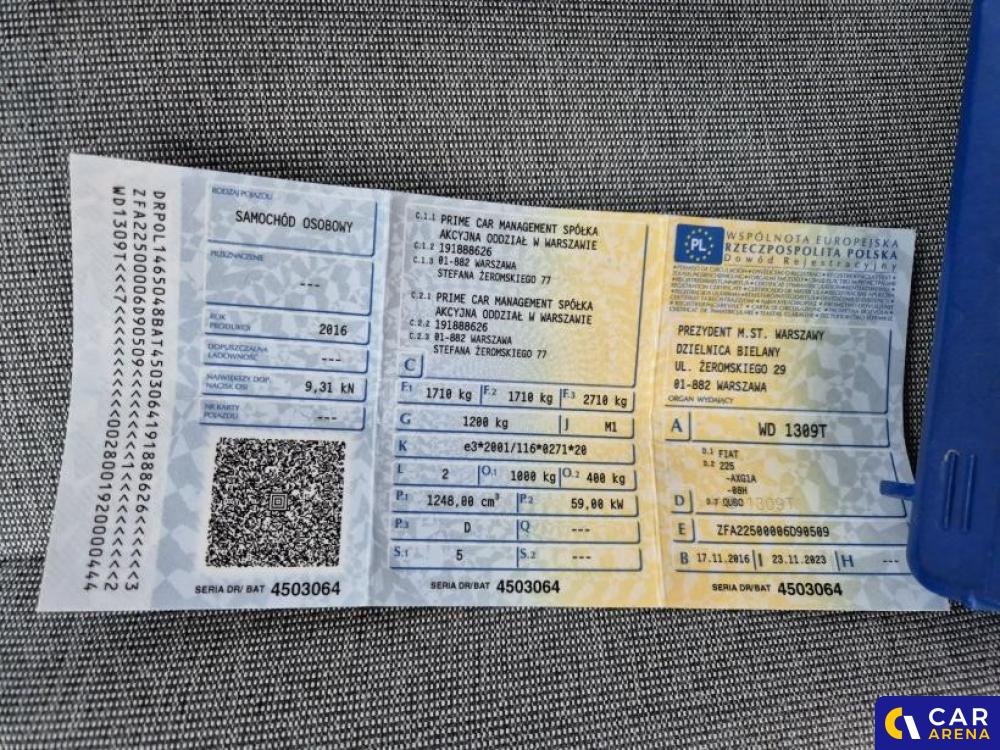 DRPOL1465048BAT4503064191888626<<<<<<3
ZFA22500006D90509<<<<<<<<<<<<<1<<<<<<2
WD1309T<<<7<<<<<<<<<<<<<0028001920000444
RODZAJ POJAZDU
SAMOCHÓD OSOBOWY
PRZEZNACZENIE
---
ROK
PRODUKCJI 2016
DOPUSZCZALNA
ŁADOWNOŚĆ ---
NAJWIĘKSZY DOP.
NACISK OSI 9,31 kN
NR KARTY
POJAZDU ---
SERIA DR/ BAT 4503064
C.1.1 PRIME CAR MANAGEMENT SPÓŁKA
AKCYJNA ODDZIAŁ W WARSZAWIE
C.1.2 191888626
C.1.3 01-882 WARSZAWA
STEFANA ŻEROMSKIEGO 77
C.2.1 PRIME CAR MANAGEMENT SPÓŁKA
AKCYJNA ODDZIAŁ W WARSZAWIE
C.2.2 191888626
C.2.3 01-882 WARSZAWA
STEFANA ŻEROMSKIEGO 77
C
F.1 1710 kg F.2 1710 kg F.3 2710 kg
G 1200 kg J M1
K e3*2001/116*0271*20
L 2 O.1 1000 kg O.2 400 kg
P.1 1248,00 cm³ P.2 59,00 kW
P.3 D Q ---
S.1 5 S.2 ---
SERIA DR/ BAT 4503064
PL
WSPÓLNOTA EUROPEJSKA
RZECZPOSPOLITA POLSKA
Dowód Rejestracyjny
PREZYDENT M.ST. WARSZAWY
DZIELNICA BIELANY
UL. ŻEROMSKIEGO 29
01-882 WARSZAWA
ORGAN WYDAJĄCY
A WD 1309T
D.1 FIAT
D.2 225
-AXG1A
-08H
D D.3 QUBO 1309T
E ZFA22500006D90509
B 17.11.2016 I 23.11.2023 H ---
SERIA DR/ BAT 4503064
CAR
ARENA